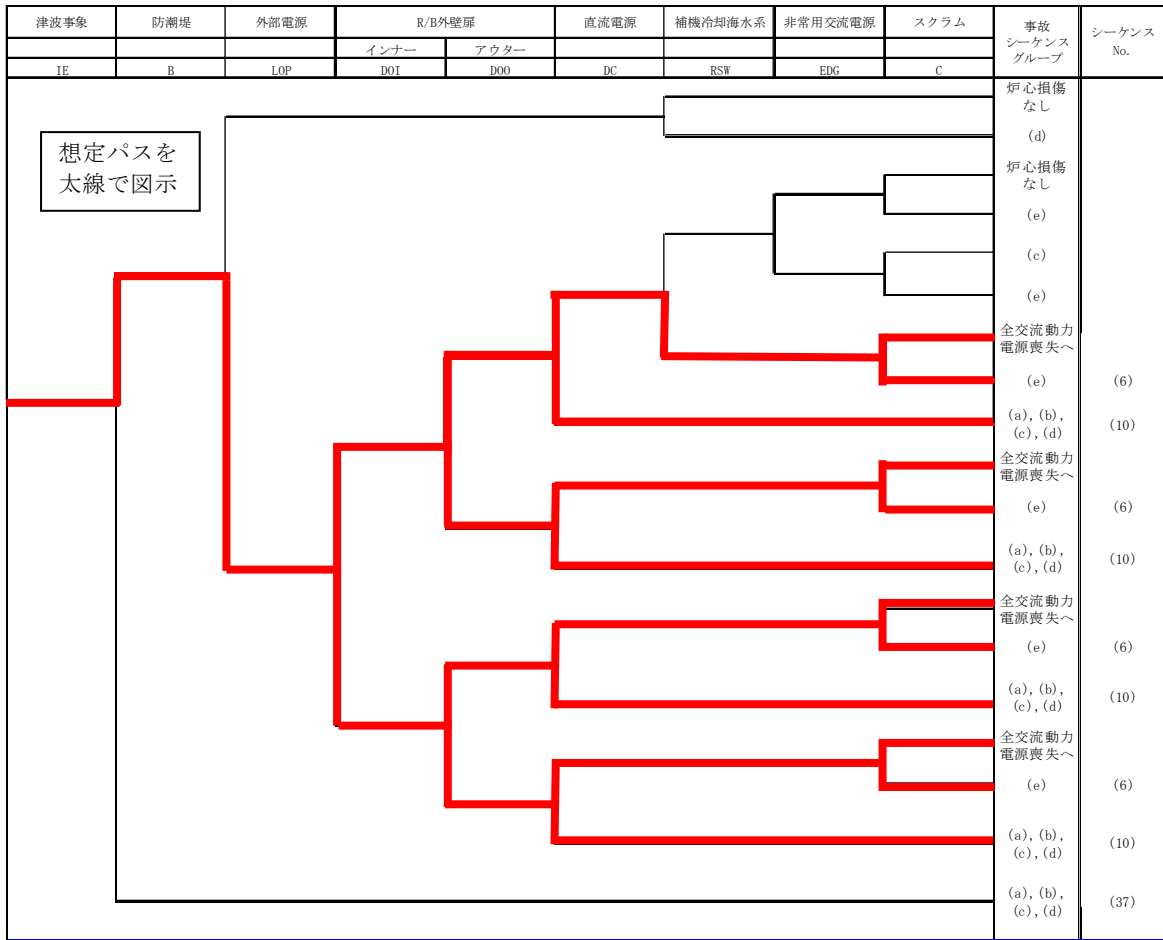 津波事象 防潮堤 外部電源 R/B外壁扉 直流電源 補機冷却海水系 非常用交流電源 スクラム 事故 シーケンス
インナー アウター シーケンス No.
IE B LOP DOI DOO DC RSW EDG C グループ
炉心損傷
なし
(d)
想定パスを
太線で図示
炉心損傷
なし
(e)
(c)
(e)
全交流動力
電源喪失へ
(e) (6)
(a),(b),
(c),(d) (10)
全交流動力
電源喪失へ
(e) (6)
(a),(b),
(c),(d) (10)
全交流動力
電源喪失へ
(e) (6)
(a),(b),
(c),(d) (10)
全交流動力
電源喪失へ
(e) (6)
(a),(b),
(c),(d) (10)
(a),(b),
(c),(d) (37)